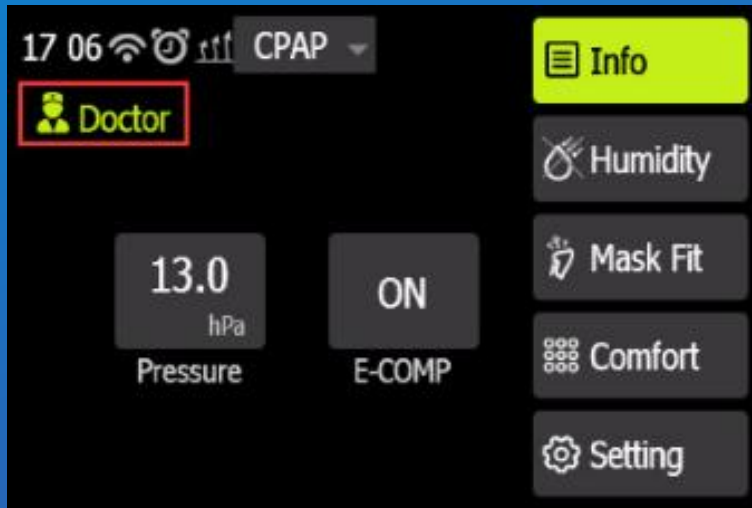 17 06 CPAP
Doctor
13.0
hPa
Pressure
ON
E-COMP
Info
Humidity
Mask Fit
Comfort
Setting